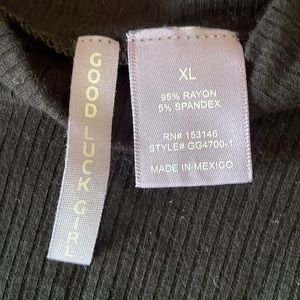 GOOD LUCK GIRL
XL
95% RAYON
5% SPANDEX
RN# 153146
STYLE# GG4700-1
MADE IN MEXICO